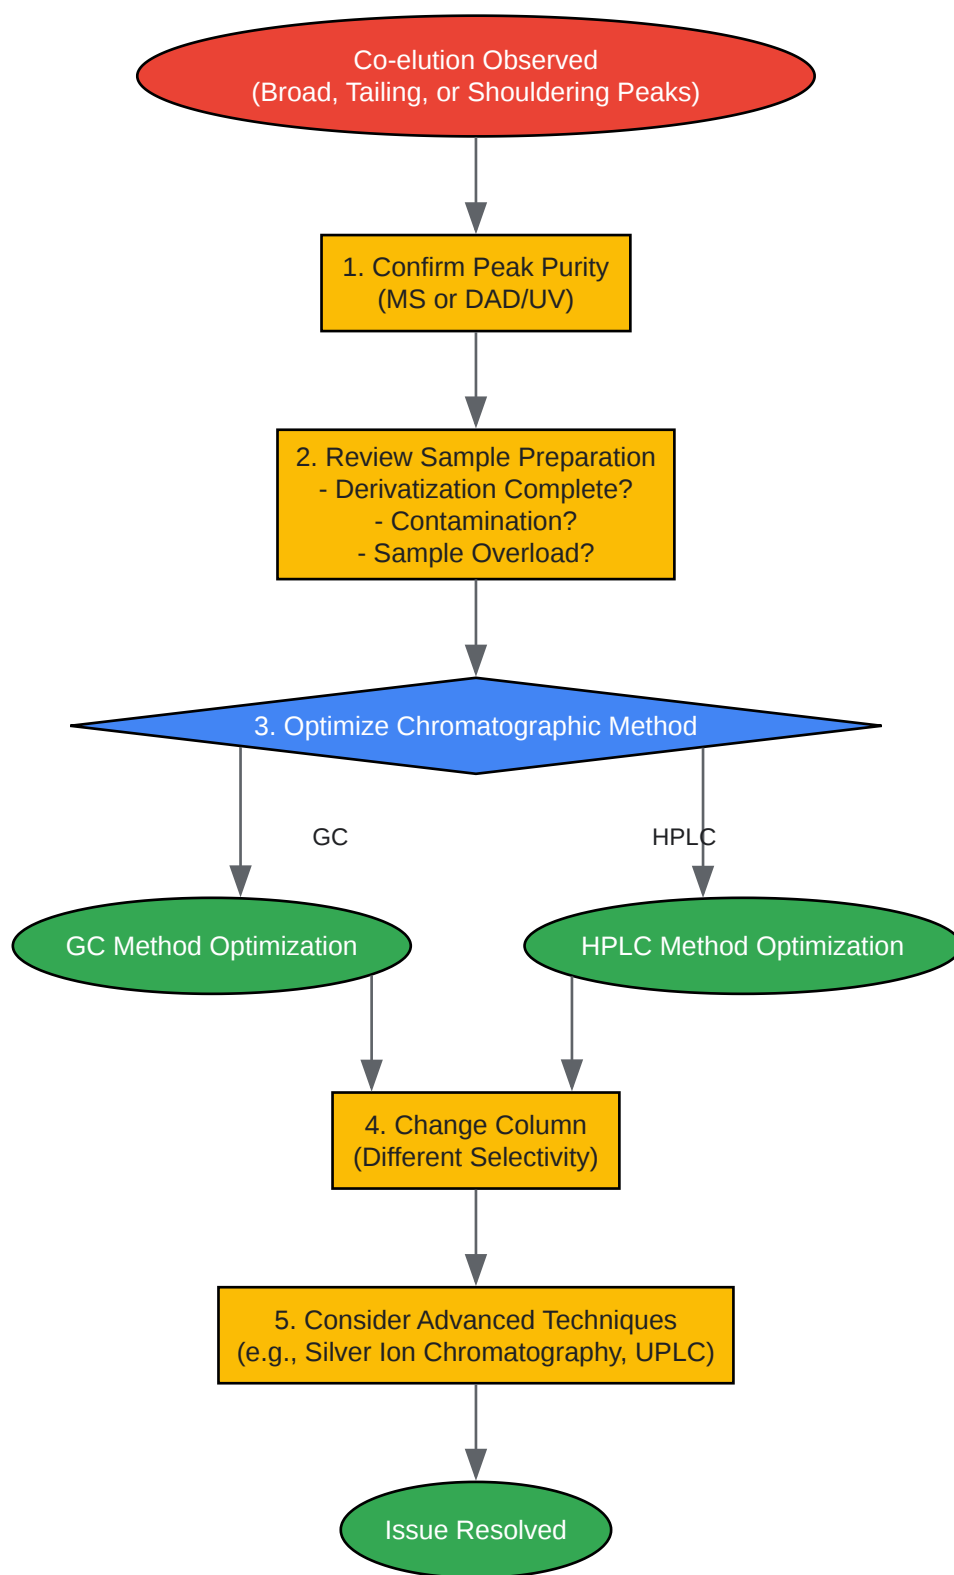 Co-elution Observed
(Broad, Tailing, or Shouldering Peaks)
1. Confirm Peak Purity
(MS or DAD/UV)
2. Review Sample Preparation
- Derivatization Complete?
- Contamination?
- Sample Overload?
3. Optimize Chromatographic Method
GC
HPLC
GC Method Optimization
HPLC Method Optimization
4. Change Column
(Different Selectivity)
5. Consider Advanced Techniques
(e.g., Silver Ion Chromatography, UPLC)
Issue Resolved